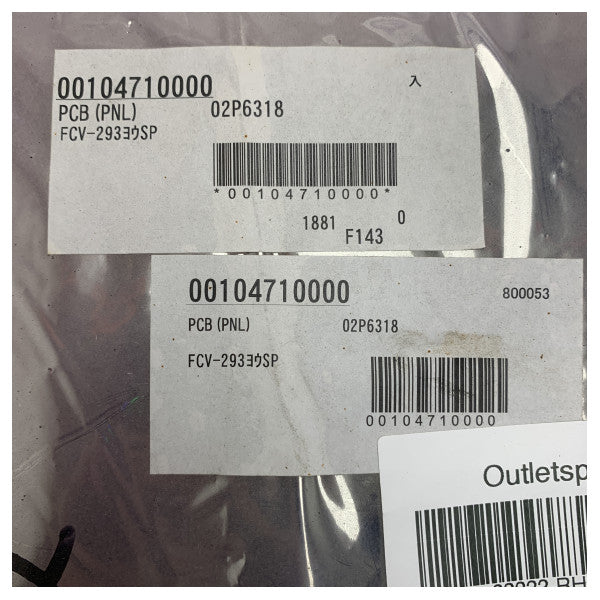 00104710000 入
PCB(PNL) 02P6318
FCV-293ﾖｳSP
*00104710000*
1881 0
F143
00104710000 800053
PCB(PNL) 02P6318
FCV-293ﾖｳSP
00104710000
Outletsp